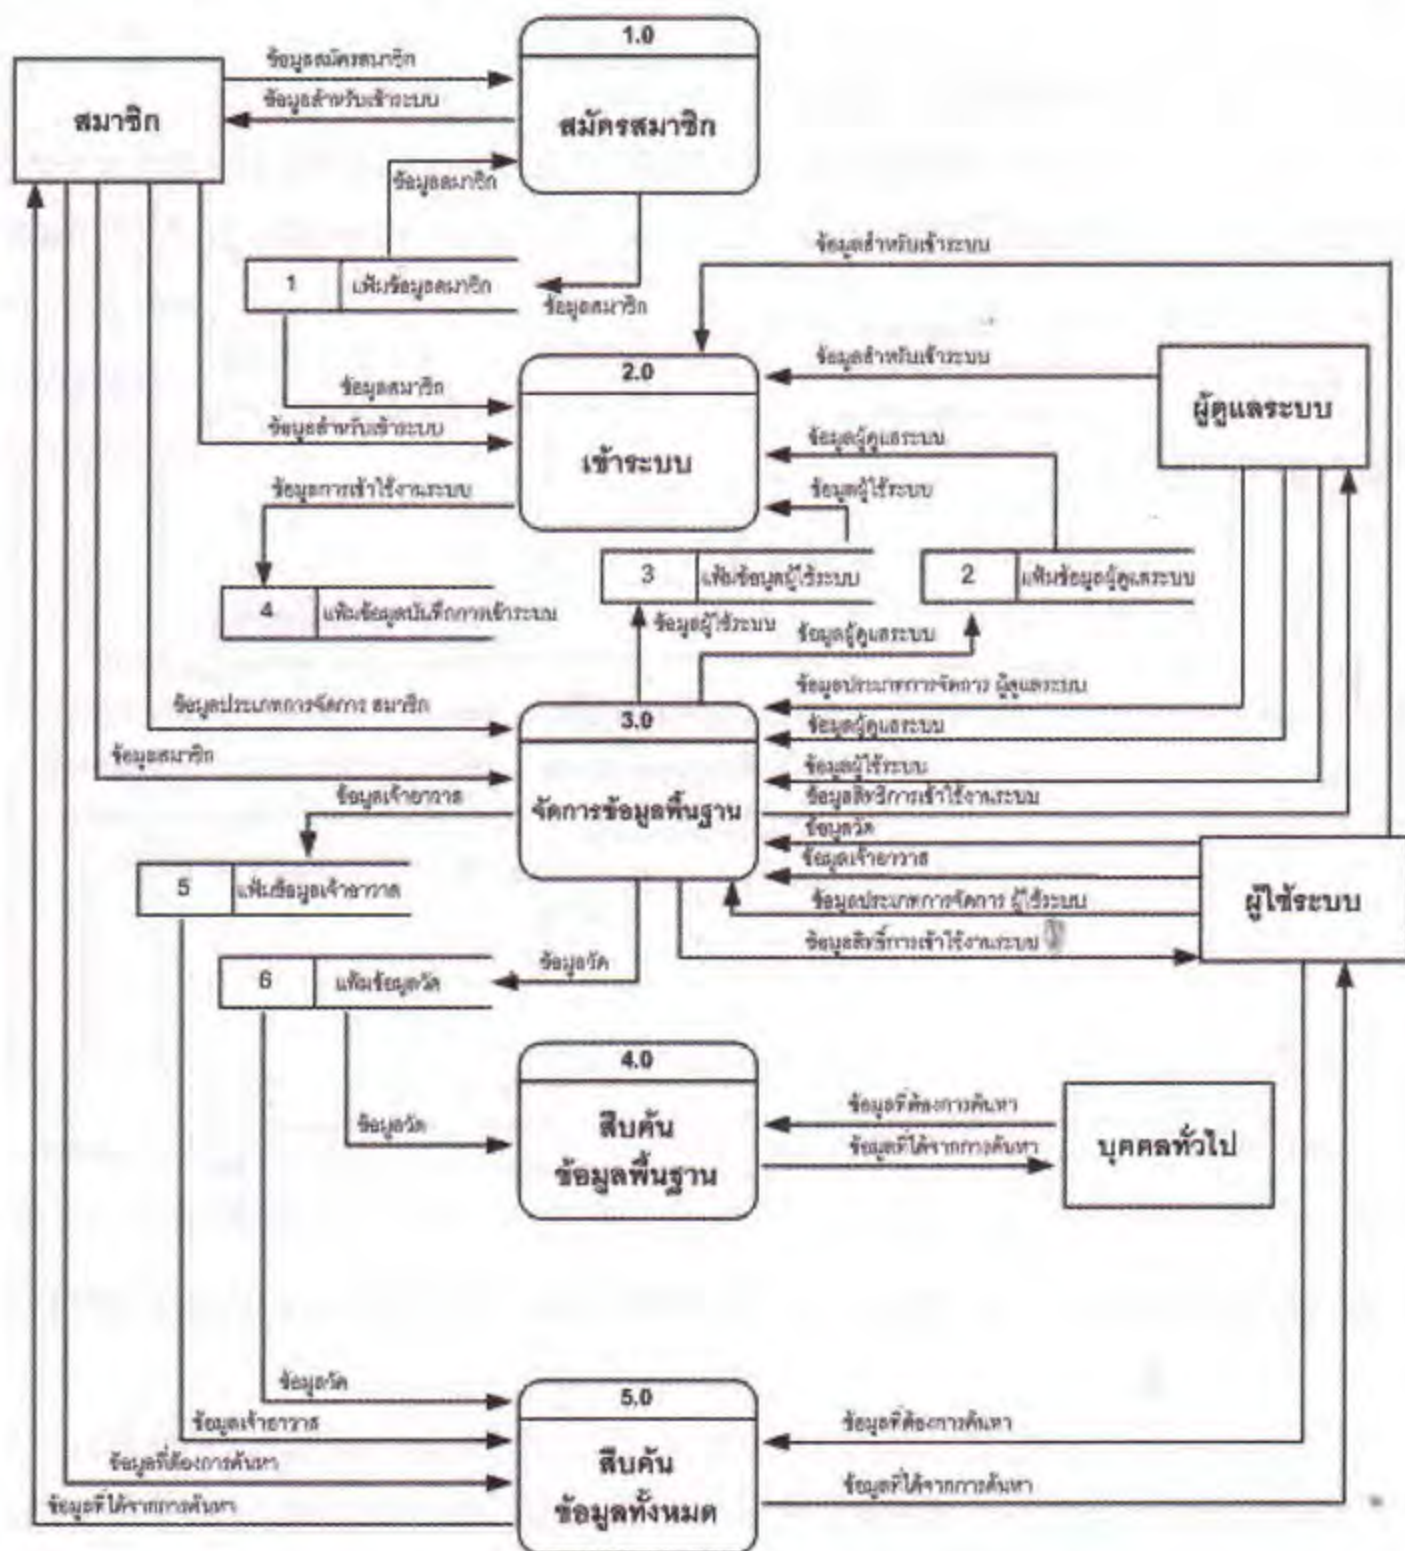 1.0
ข้อมูลสมัครสมาชิก
สมาชิก
ข้อมูลสำหรับเข้าระบบ
สมัครสมาชิก
ข้อมูลสมาชิก
ข้อมูลสำหรับเข้าระบบ
1
แฟ้มข้อมูลสมาชิก
ข้อมูลสมาชิก
2.0
ข้อมูลสำหรับเข้าระบบ
ข้อมูลสมาชิก
ผู้ดูแลระบบ
ข้อมูลสำหรับเข้าระบบ
ข้อมูลผู้ดูแลระบบ
เข้าระบบ
ข้อมูลการเข้าใช้งานระบบ
ข้อมูลผู้ใช้ระบบ
3
แฟ้มข้อมูลผู้ใช้ระบบ
2
แฟ้มข้อมูลผู้ดูแลระบบ
4
แฟ้มข้อมูลบันทึกการเข้าระบบ
ข้อมูลผู้ใช้ระบบ
ข้อมูลผู้ดูแลระบบ
ข้อมูลประเภทการจัดการ ผู้ดูแลระบบ
ข้อมูลประเภทการจัดการ สมาชิก
3.0
ข้อมูลผู้ดูแลระบบ
ข้อมูลสมาชิก
ข้อมูลผู้ใช้ระบบ
ข้อมูลเจ้าอาวาส
ข้อมูลสิทธิการเข้าใช้งานระบบ
จัดการข้อมูลพื้นฐาน
ข้อมูลวัด
ข้อมูลเจ้าอาวาส
5
แฟ้มข้อมูลเจ้าอาวาส
ข้อมูลประเภทการจัดการ ผู้ใช้ระบบ
ผู้ใช้ระบบ
ข้อมูลสิทธิ์การเข้าใช้งานระบบ
ข้อมูลวัด
6
แฟ้มข้อมูลวัด
4.0
ข้อมูลที่ต้องการค้นหา
ข้อมูลวัด
สืบค้น
ข้อมูลพื้นฐาน
ข้อมูลที่ได้จากการค้นหา
บุคคลทั่วไป
ข้อมูลวัด
5.0
ข้อมูลเจ้าอาวาส
ข้อมูลที่ต้องการค้นหา
ข้อมูลที่ต้องการค้นหา
สืบค้น
ข้อมูลที่ได้จากการค้นหา
ข้อมูลที่ได้จากการค้นหา
ข้อมูลทั้งหมด